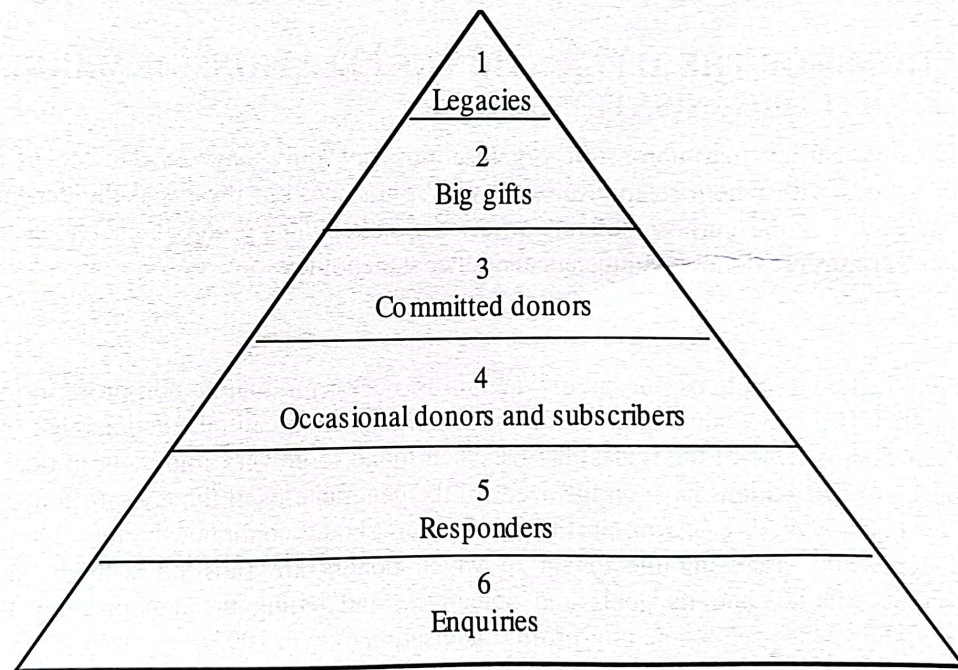 1
Legacies
2
Big gifts
3
Committed donors
4
Occasional donors and subscribers
5
Responders
6
Enquiries